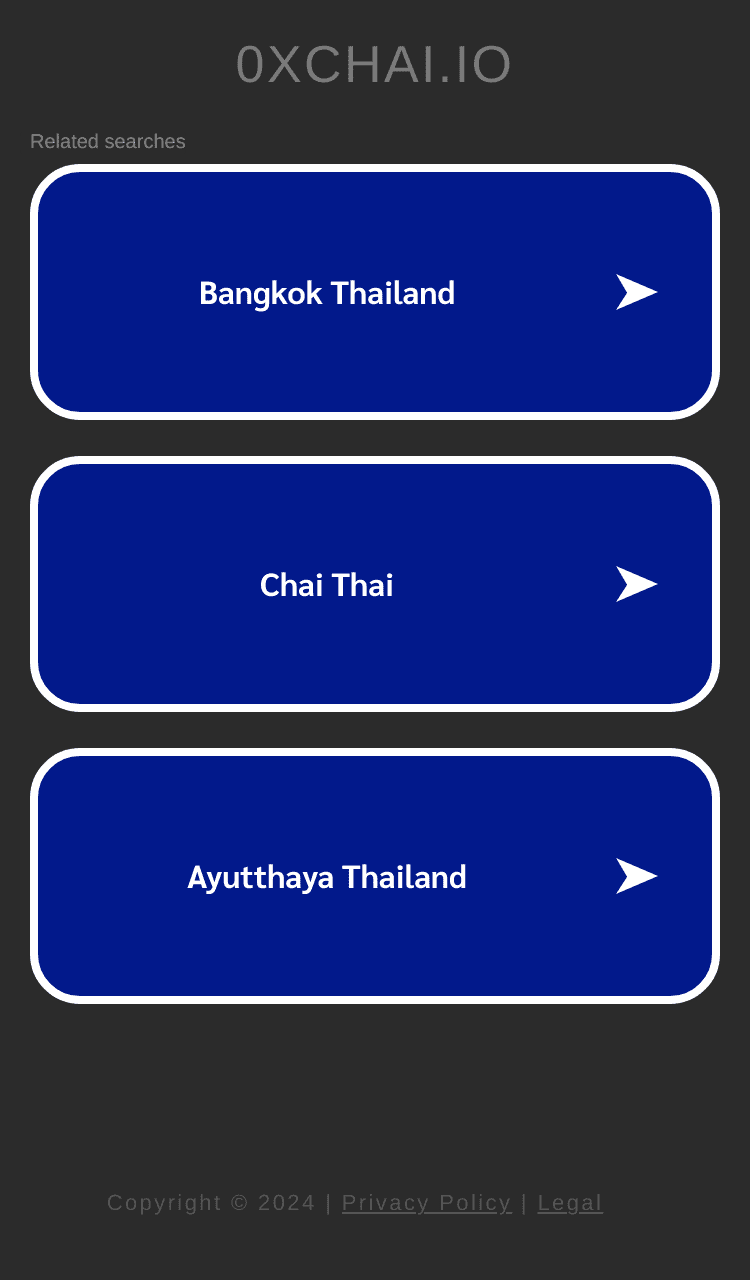 0XCHAI.IO
Related searches
Bangkok Thailand
Chai Thai
Ayutthaya Thailand
Copyright © 2024 | Privacy Policy | Legal